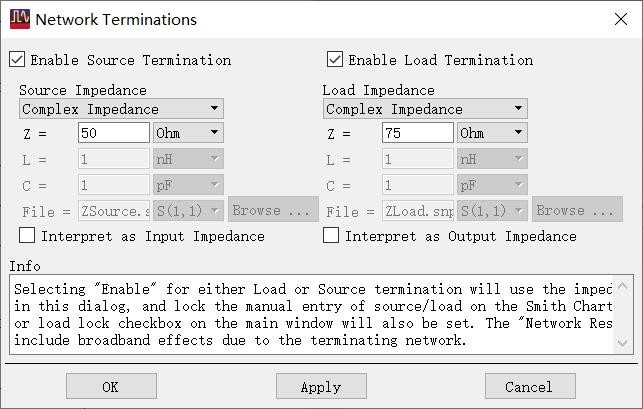 Network Terminations
Enable Source Termination
Source Impedance
Complex Impedance
Z = 50 Ohm
L = 1 nH
C = 1 pF
File = ZSource.s S(1,1) Browse ...
Interpret as Input Impedance
Enable Load Termination
Load Impedance
Complex Impedance
Z = 75 Ohm
L = 1 nH
C = 1 pF
File = ZLoad.snp S(1,1) Browse ...
Interpret as Output Impedance
Info
Selecting "Enable" for either Load or Source termination will use the imped
in this dialog, and lock the manual entry of source/load on the Smith Chart
or load lock checkbox on the main window will also be set. The "Network Res
include broadband effects due to the terminating network.
OK Apply Cancel